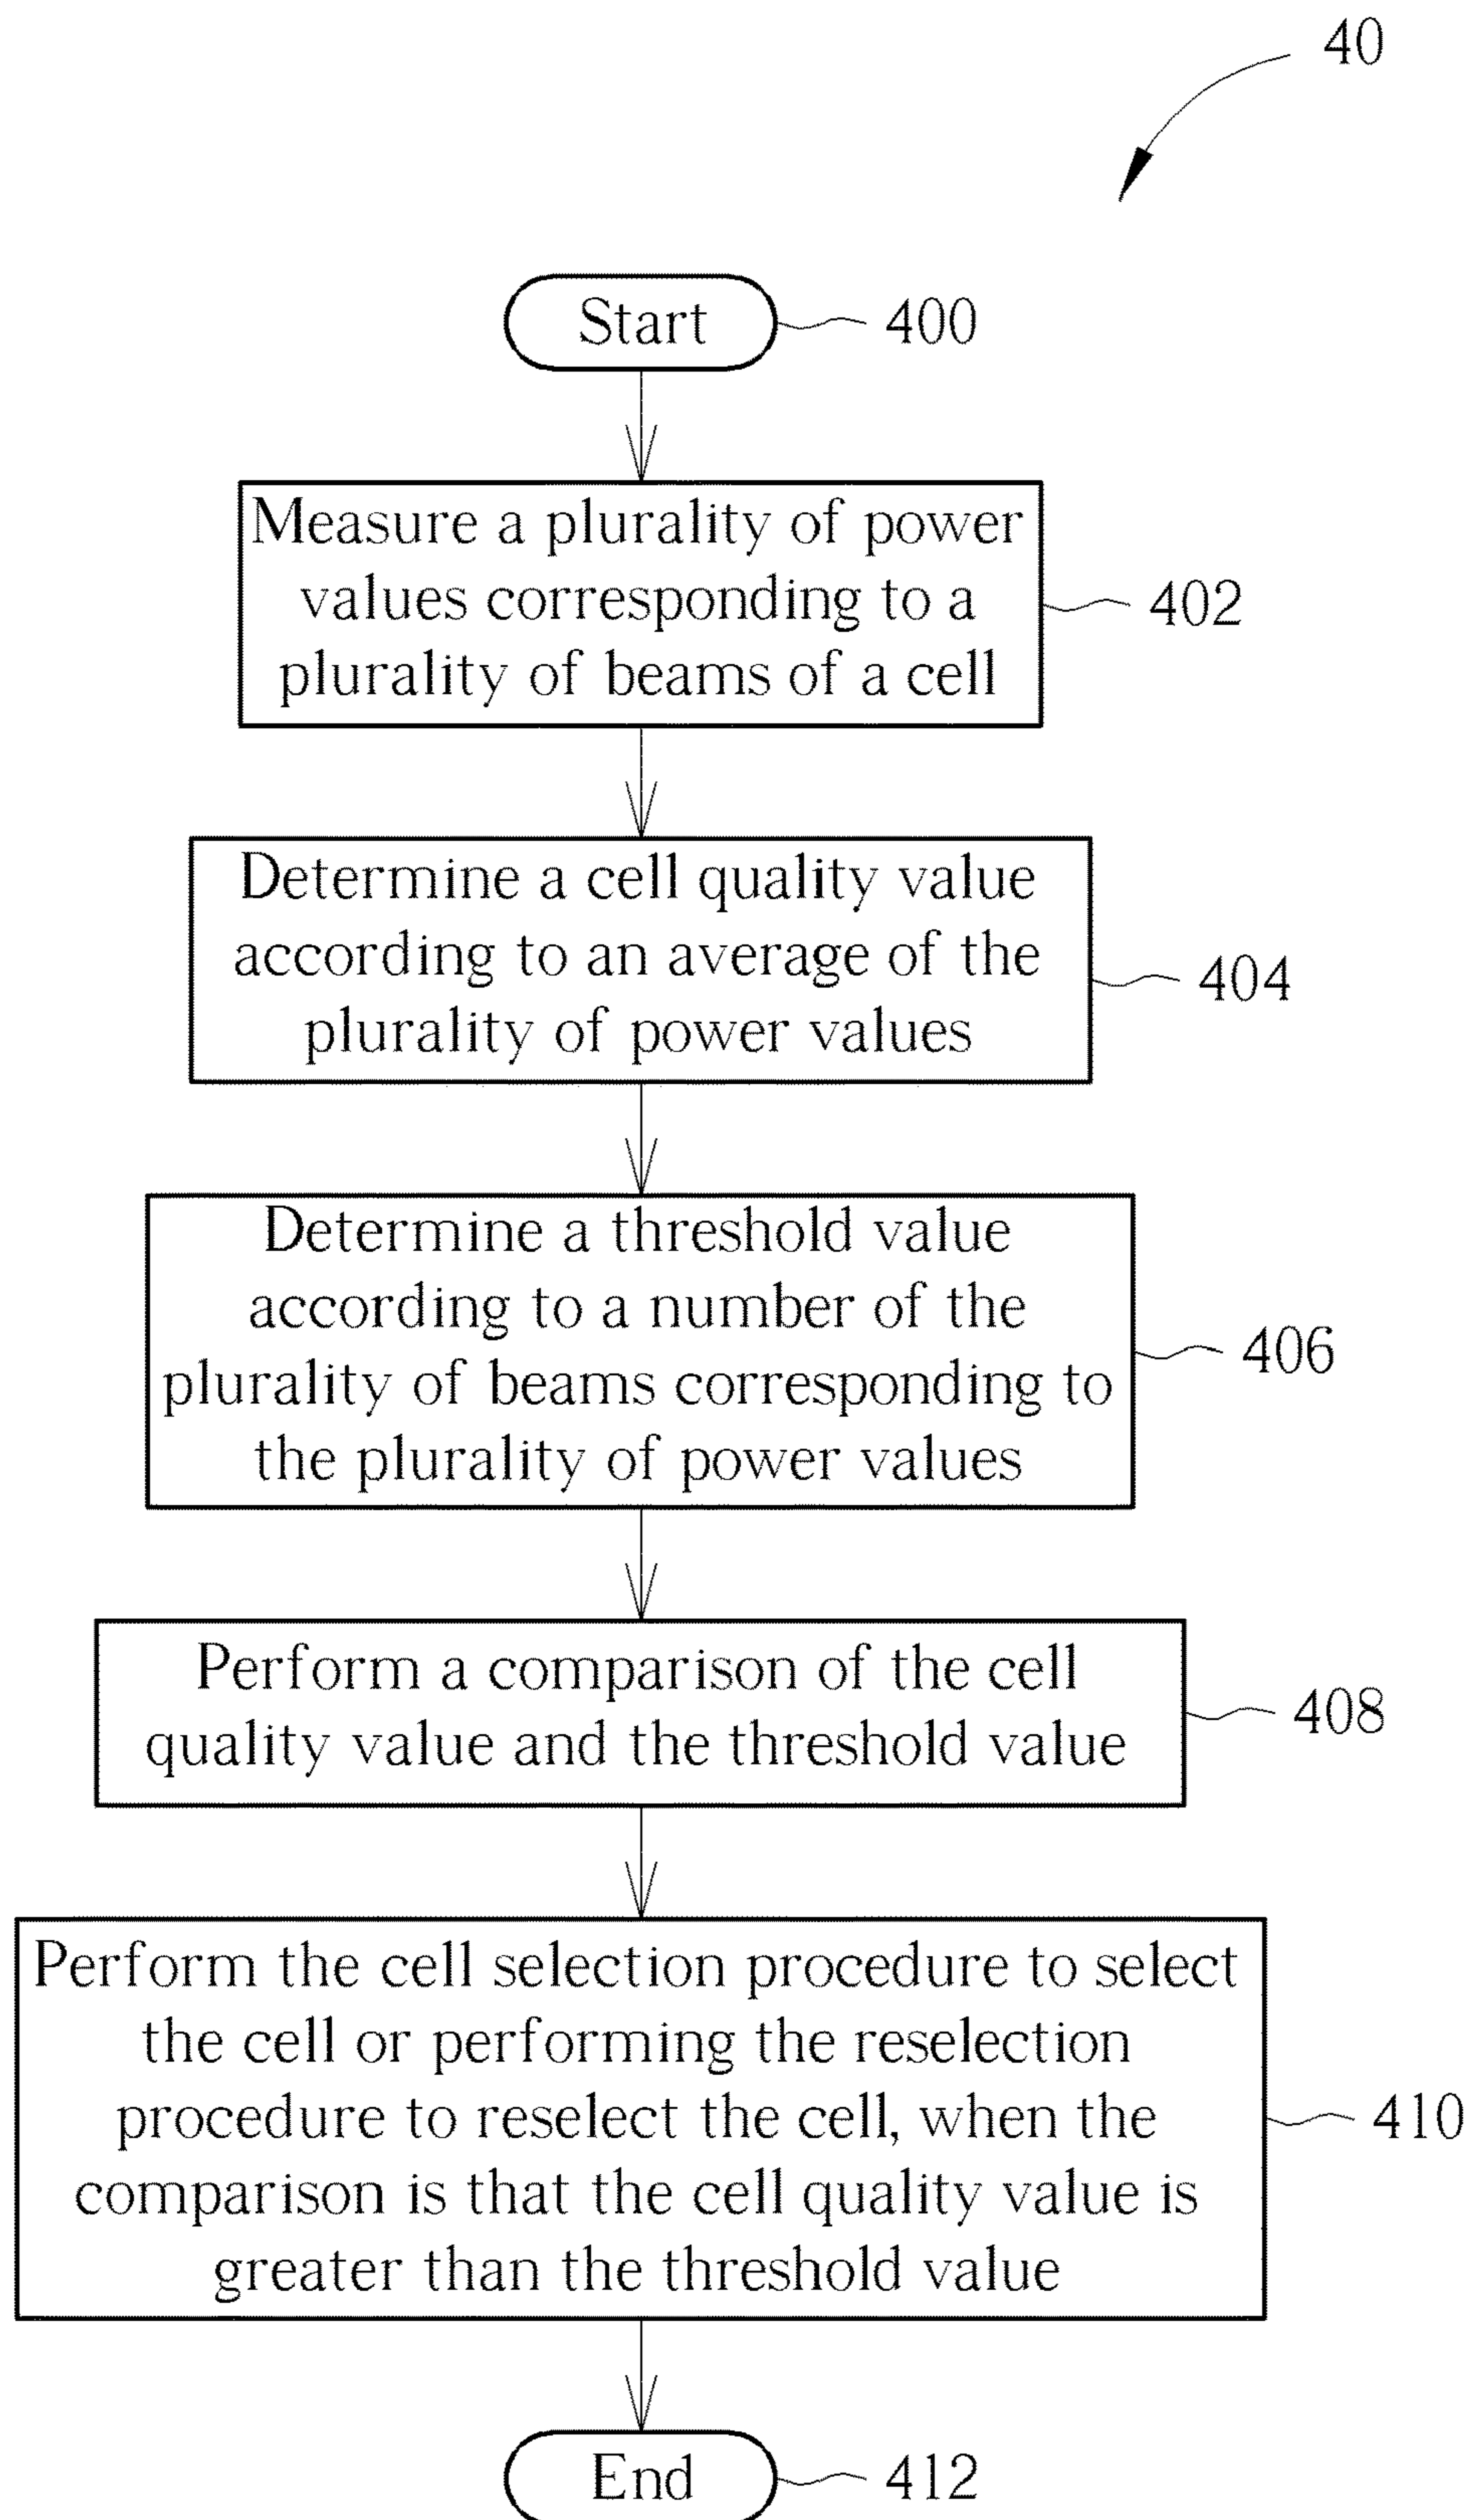 40
Start
400
Measure a plurality of power
values corresponding to a
plurality of beams of a cell
402
Determine a cell quality value
according to an average of the
plurality of power values
404
Determine a threshold value
according to a number of the
plurality of beams corresponding to
the plurality of power values
406
Perform a comparison of the cell
quality value and the threshold value
408
Perform the cell selection procedure to select
the cell or performing the reselection
procedure to reselect the cell, when the
comparison is that the cell quality value is
greater than the threshold value
410
End
412